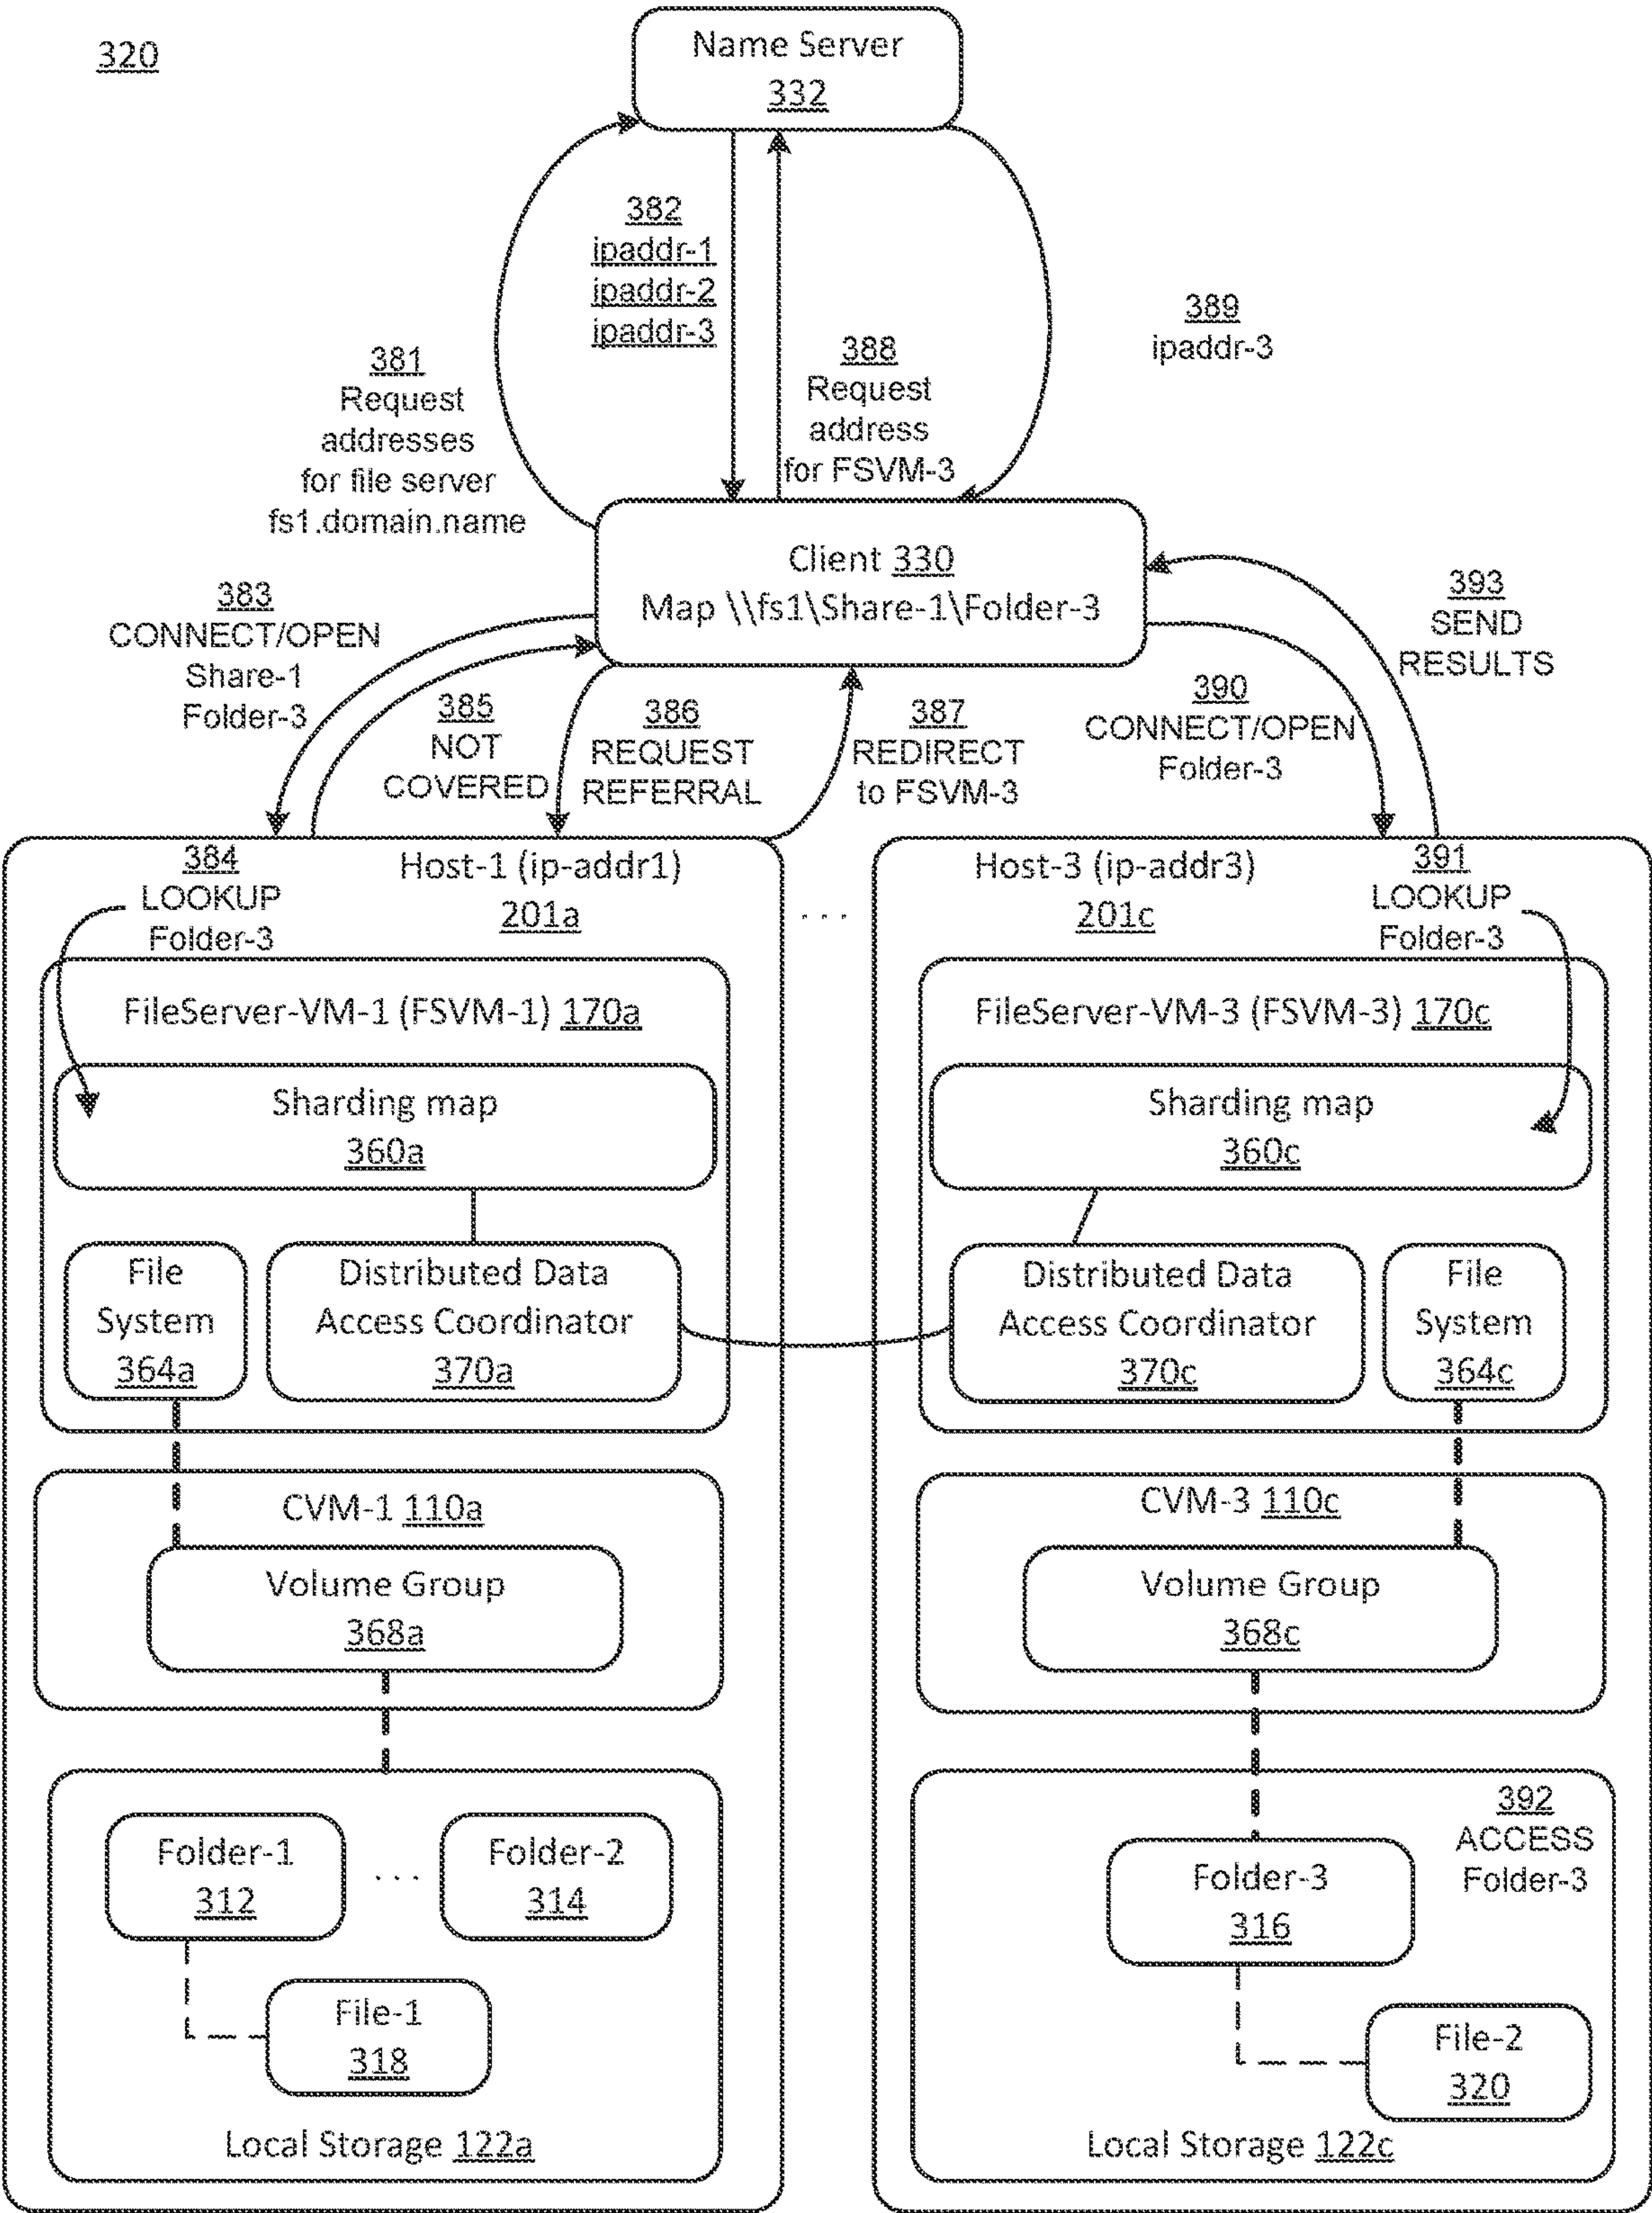 320
Name Server
332
382
ipaddr-1
ipaddr-2
ipaddr-3
389
ipaddr-3
381
Request
addresses
for file server
fs1.domain.name
388
Request
address
for FSVM-3
Client 330
Map \\fs1\Share-1\Folder-3
383
CONNECT/OPEN
Share-1
Folder-3
385
NOT
COVERED
386
REQUEST
REFERRAL
387
REDIRECT
to FSVM-3
390
CONNECT/OPEN
Folder-3
393
SEND
RESULTS
384
LOOKUP
Folder-3
Host-1 (ip-addr1)
201a
FileServer-VM-1 (FSVM-1) 170a
Sharding map
360a
File
System
364a
Distributed Data
Access Coordinator
370a
CVM-1 110a
Volume Group
368a
Folder-1
312
. . .
Folder-2
314
File-1
318
Local Storage 122a
. . .
Host-3 (ip-addr3)
201c
391
LOOKUP
Folder-3
FileServer-VM-3 (FSVM-3) 170c
Sharding map
360c
Distributed Data
Access Coordinator
370c
File
System
364c
CVM-3 110c
Volume Group
368c
392
ACCESS
Folder-3
Folder-3
316
File-2
320
Local Storage 122c